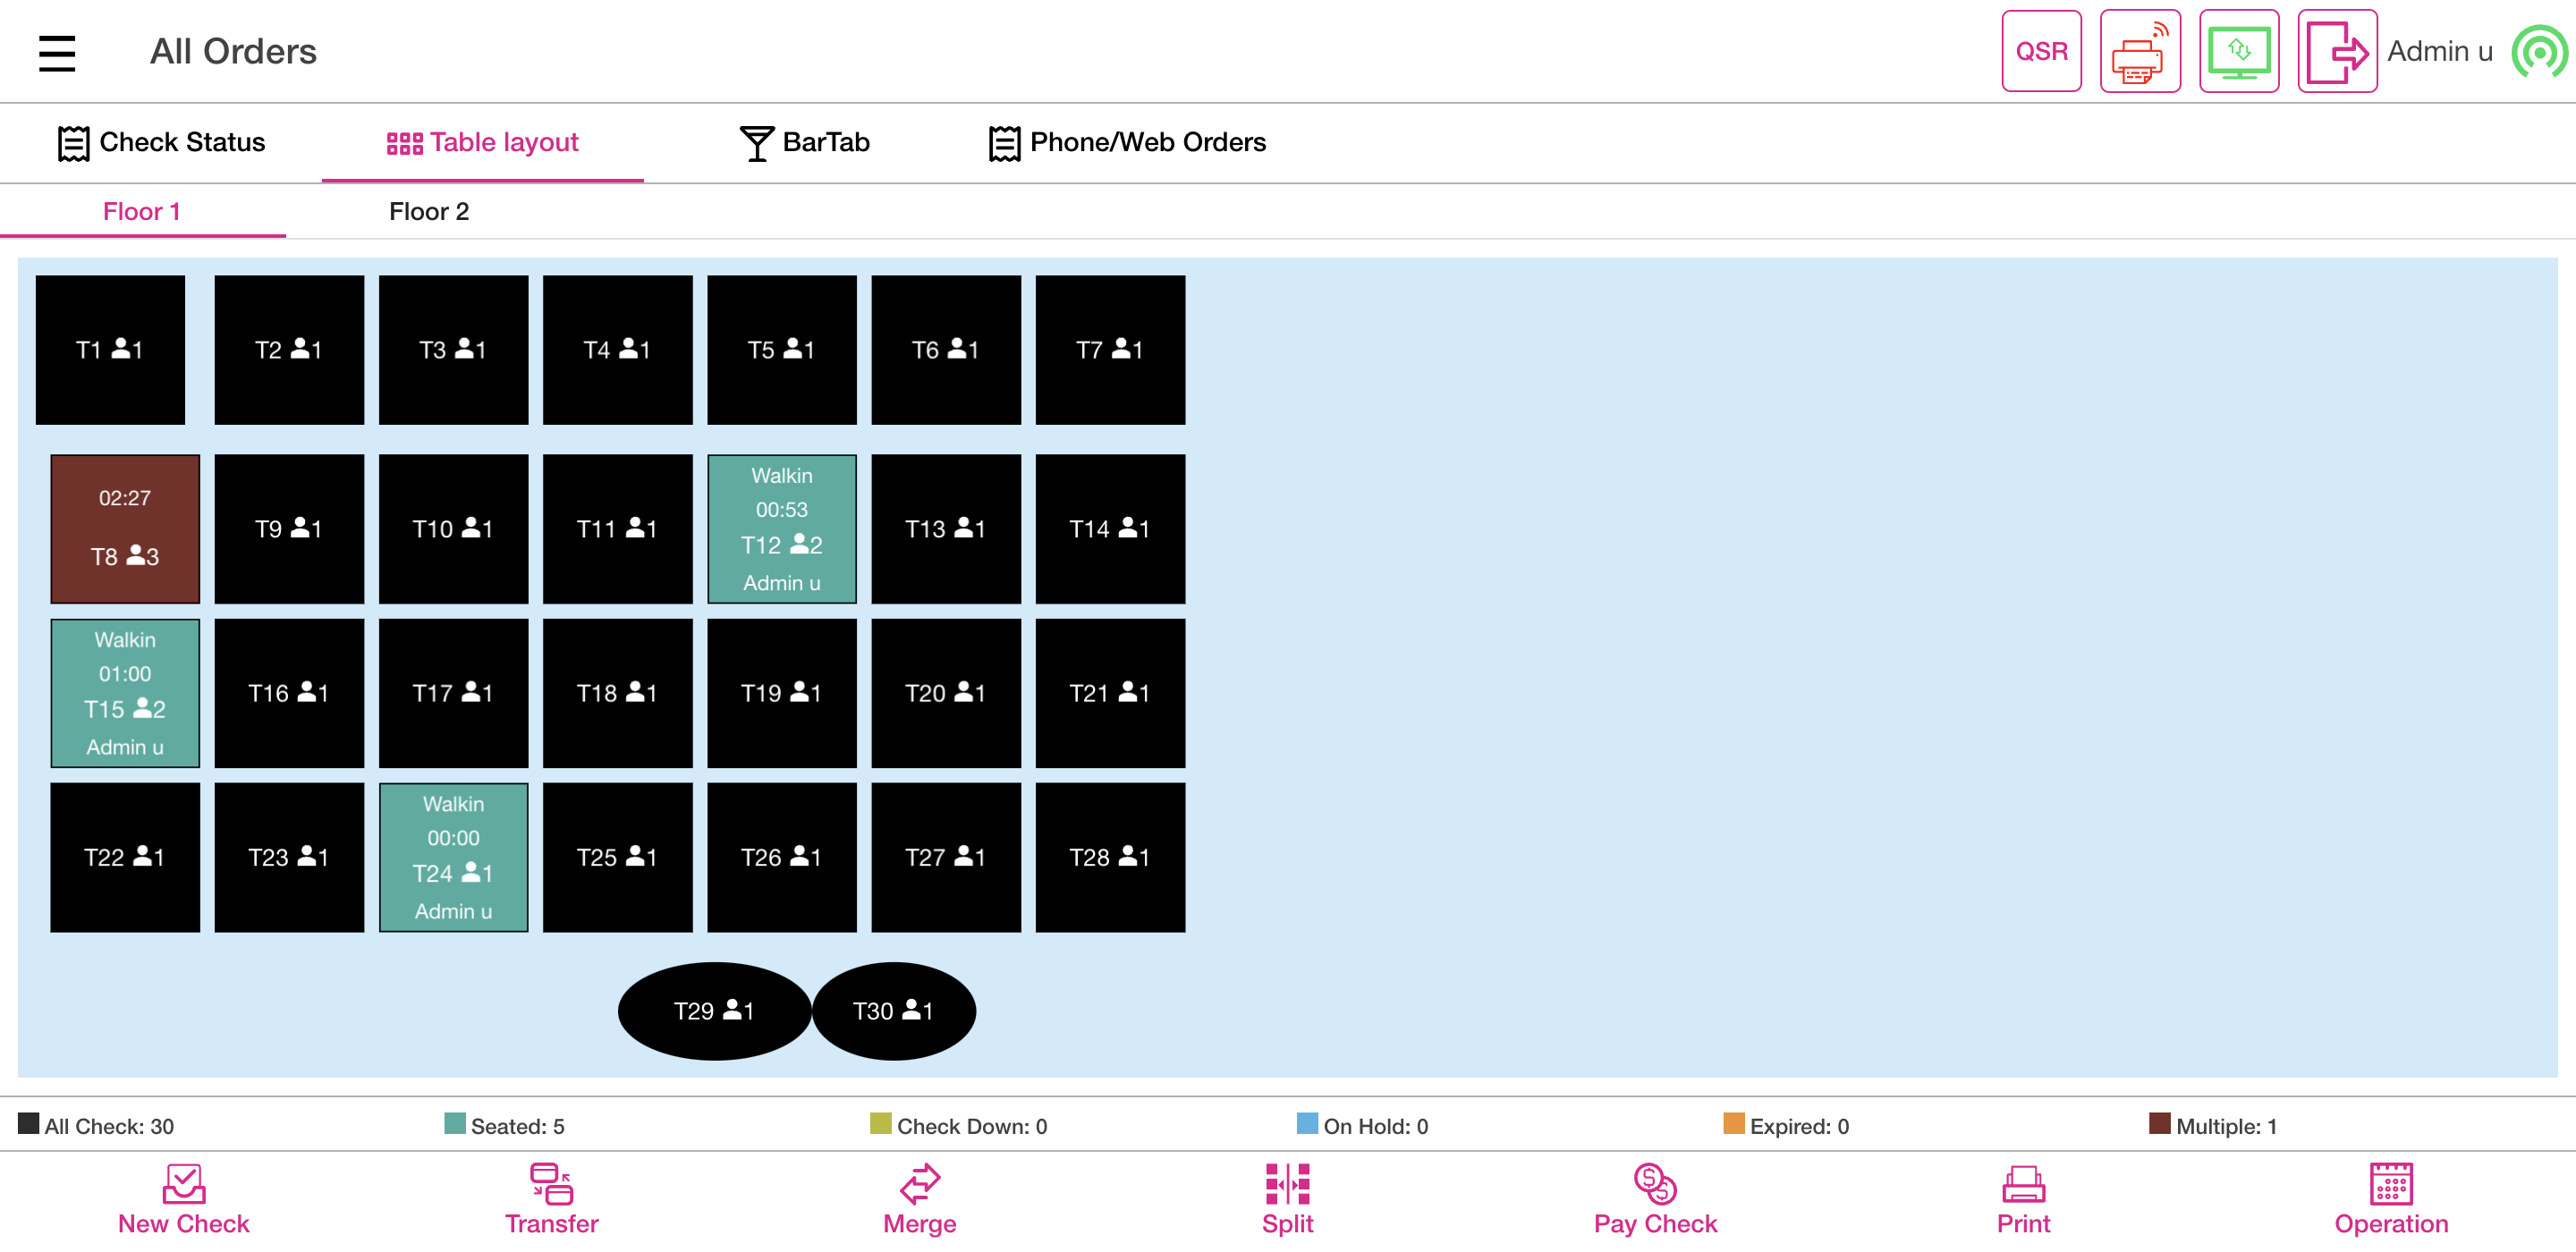 All Orders
QSR
Admin u
Check Status
Table layout
BarTab
Phone/Web Orders
Floor 1
Floor 2
T1 1
T2 1
T3 1
T4 1
T5 1
T6 1
T7 1
02:27
T8 3
T9 1
T10 1
T11 1
Walkin
00:53
T12 2
Admin u
T13 1
T14 1
Walkin
01:00
T15 2
Admin u
T16 1
T17 1
T18 1
T19 1
T20 1
T21 1
T22 1
T23 1
Walkin
00:00
T24 1
Admin u
T25 1
T26 1
T27 1
T28 1
T29 1
T30 1
All Check: 30
Seated: 5
Check Down: 0
On Hold: 0
Expired: 0
Multiple: 1
New Check
Transfer
Merge
Split
Pay Check
Print
Operation